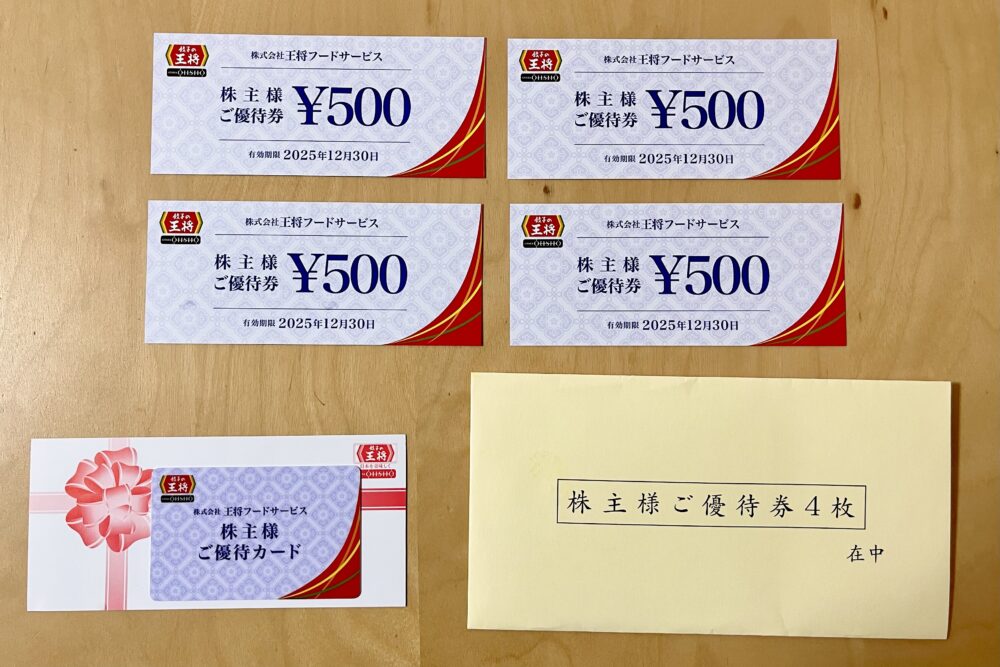 餃子の
王将
OHSHO
株式会社 王将フードサービス
株主様
ご優待券 ¥500
有効期限 2025年12月30日
餃子の
王将
OHSHO
株式会社 王将フードサービス
株主様
ご優待券 ¥500
有効期限 2025年12月30日
餃子の
王将
OHSHO
株式会社 王将フードサービス
株主様
ご優待券 ¥500
有効期限 2025年12月30日
餃子の
王将
OHSHO
株式会社 王将フードサービス
株主様
ご優待券 ¥500
有効期限 2025年12月30日
餃子の
王将
OHSHO
餃子の
王将
OHSHO
株式会社 王将フードサービス
株主様
ご優待カード
株主様ご優待券4枚
在中